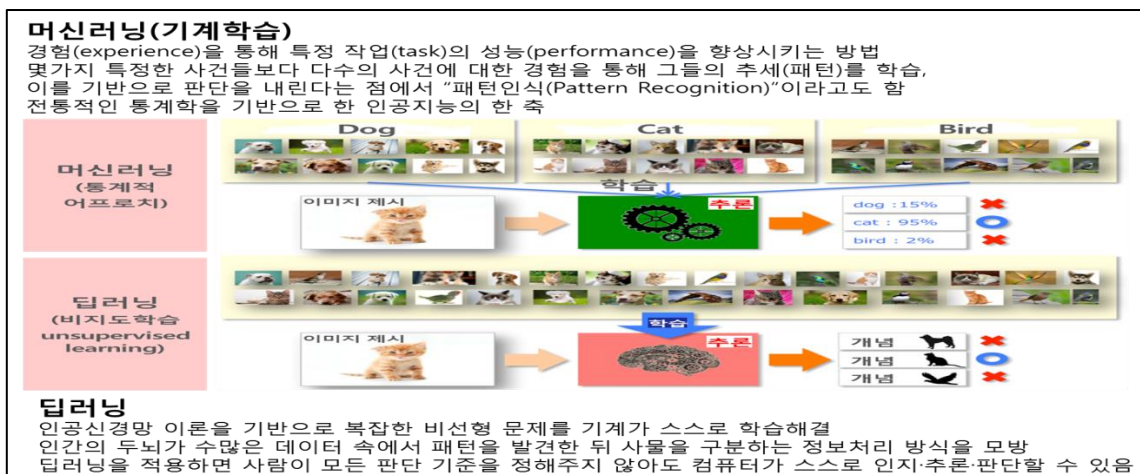 머신러닝(기계학습)
경험(experience)을 통해 특정 작업(task)의 성능(performance)을 향상시키는 방법
몇가지 특정한 사건들보다 다수의 사건에 대한 경험을 통해 그들의 추세(패턴)를 학습,
이를 기반으로 판단을 내린다는 점에서 “패턴인식(Pattern Recognition)”이라고도 함
전통적인 통계학을 기반으로 한 인공지능의 한 축
Dog
Cat
Bird
머신러닝
(통계적
어프로치)
학습
이미지 제시
추론
dog :15%
cat : 95%
bird : 2%
딥러닝
(비지도학습
unsupervised
learning)
학습
이미지 제시
추론
개념
개념
개념
딥러닝
인공신경망 이론을 기반으로 복잡한 비선형 문제를 기계가 스스로 학습해결
인간의 두뇌가 수많은 데이터 속에서 패턴을 발견한 뒤 사물을 구분하는 정보처리 방식을 모방
딥러닝을 적용하면 사람이 모든 판단 기준을 정해주지 않아도 컴퓨터가 스스로 인지·추론·판단할 수 있음